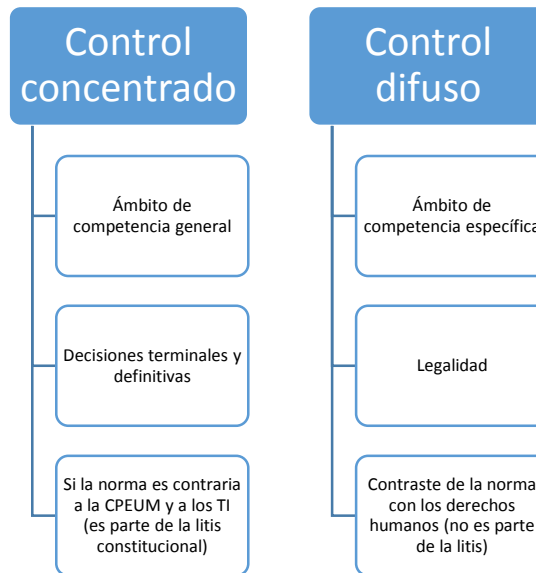 Control
concentrado
Ámbito de
competencia general
Decisiones terminales y
definitivas
Si la norma es contraria
a la CPEUM y a los TI
(es parte de la litis
constitucional)
Control
difuso
Ámbito de
competencia específica
Legalidad
Contraste de la norma
con los derechos
humanos (no es parte
de la litis)